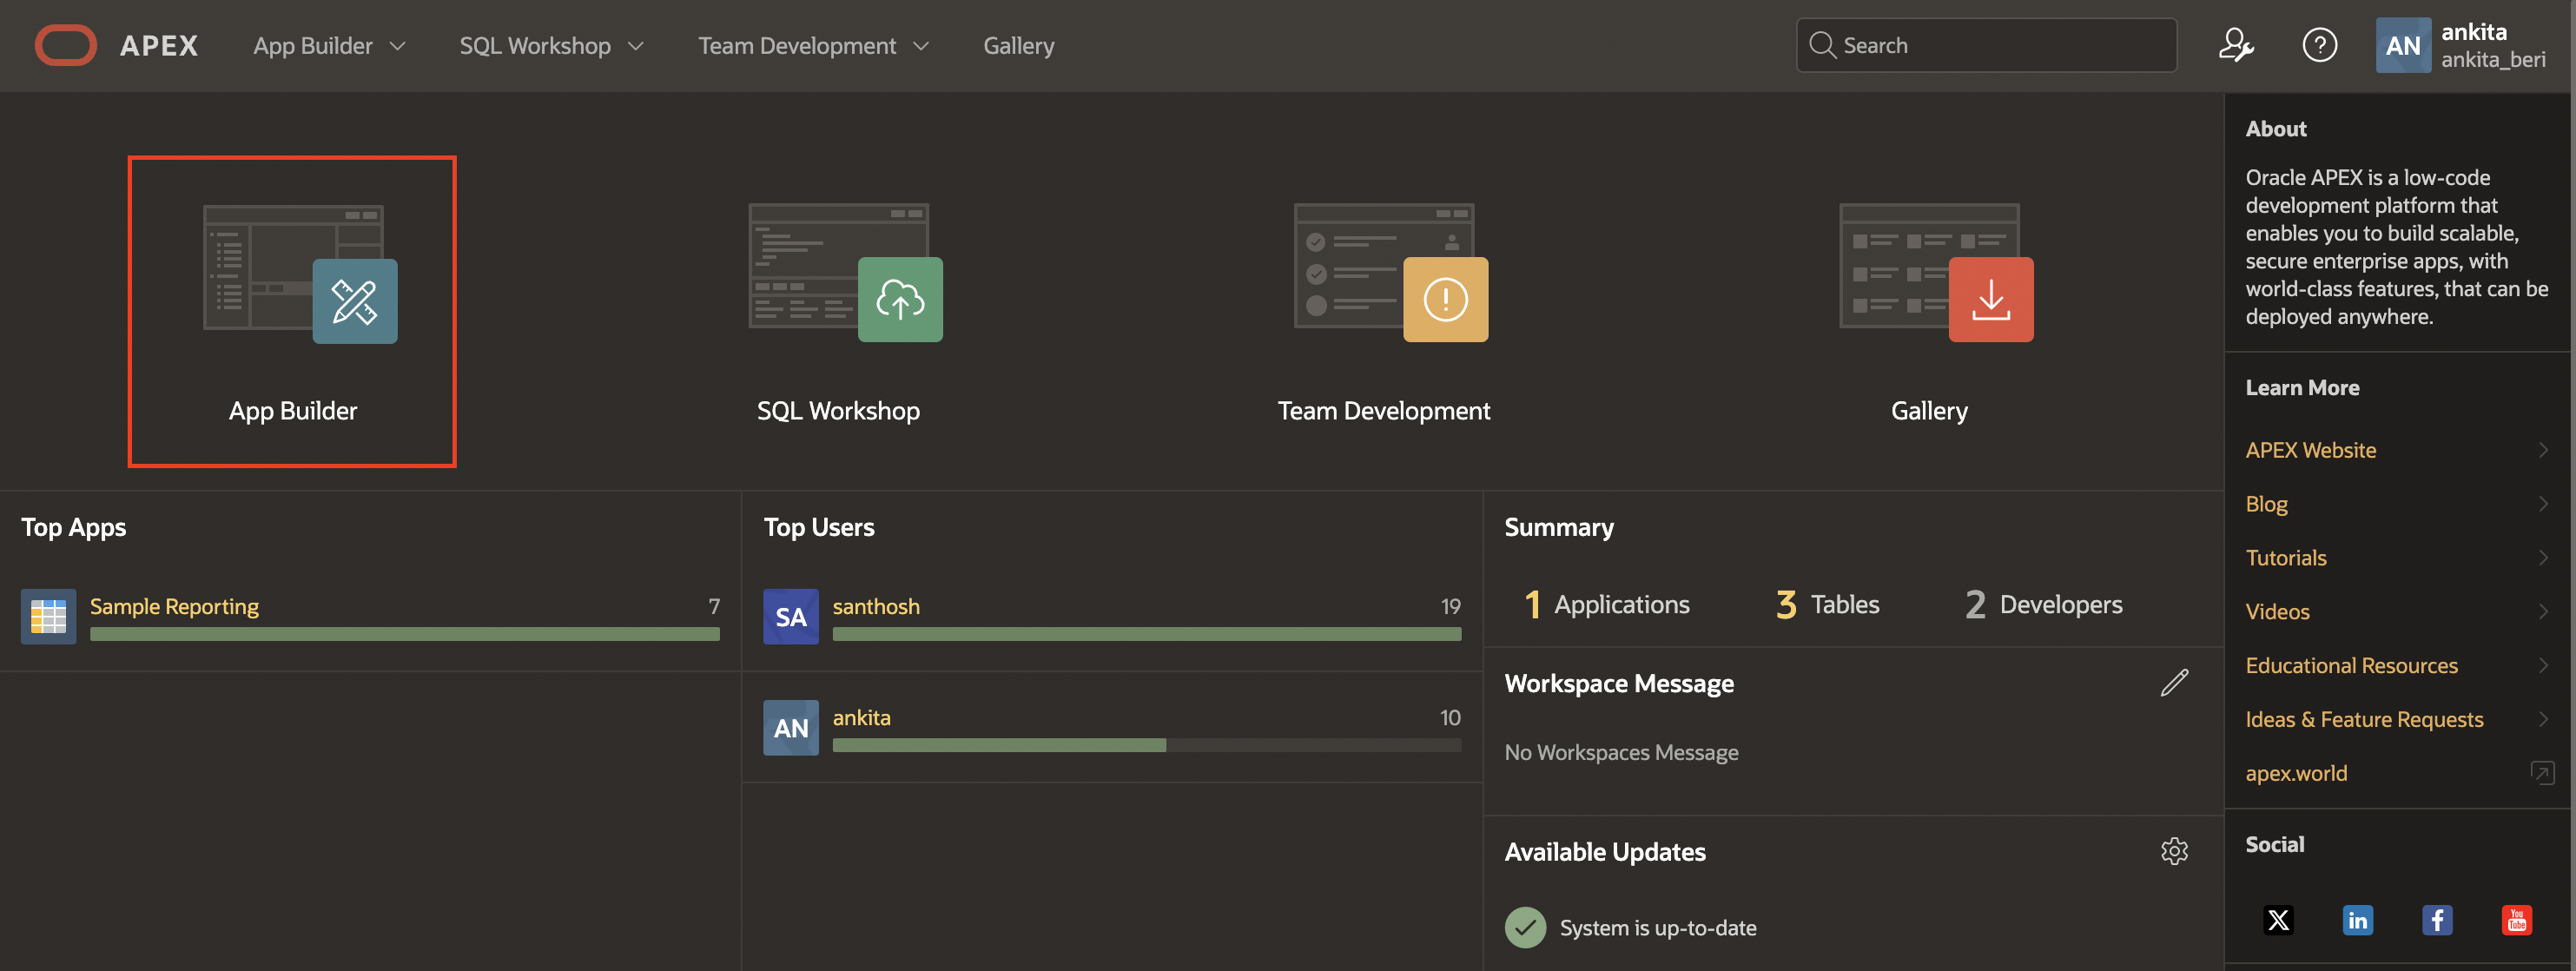 APEX
App Builder
SQL Workshop
Team Development
Gallery
Search
AN
ankita
ankita_beri
App Builder
SQL Workshop
Team Development
Gallery
Top Apps
Sample Reporting
7
Top Users
SA
santhosh
19
AN
ankita
10
Summary
1 Applications
3 Tables
2 Developers
Workspace Message
No Workspaces Message
Available Updates
System is up-to-date
About
Oracle APEX is a low-code
development platform that
enables you to build scalable,
secure enterprise apps, with
world-class features, that can be
deployed anywhere.
Learn More
APEX Website
Blog
Tutorials
Videos
Educational Resources
Ideas & Feature Requests
apex.world
Social
X
in
f
You
Tube